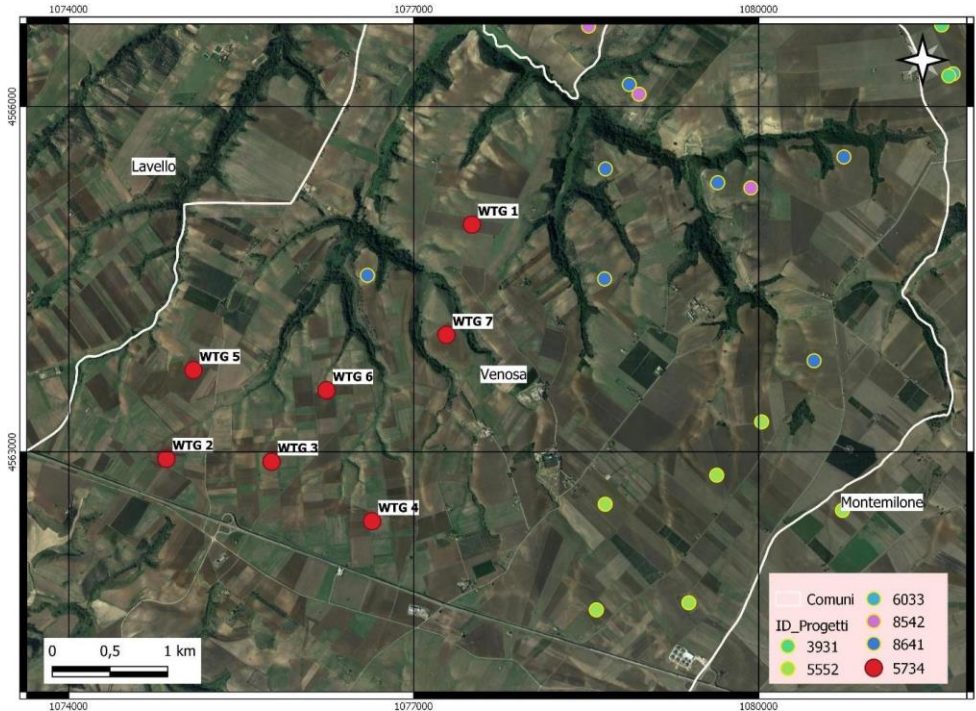 1074000
1077000
1080000
4566000
Lavello
WTG 1
WTG 7
WTG 5
Venosa
WTG 6
4563000
WTG 2
WTG 3
Montemilone
WTG 4
Comuni
ID_Progetti
3931
5552
6033
8542
8641
5734
0 0,5 1 km
1074000
1077000
1080000